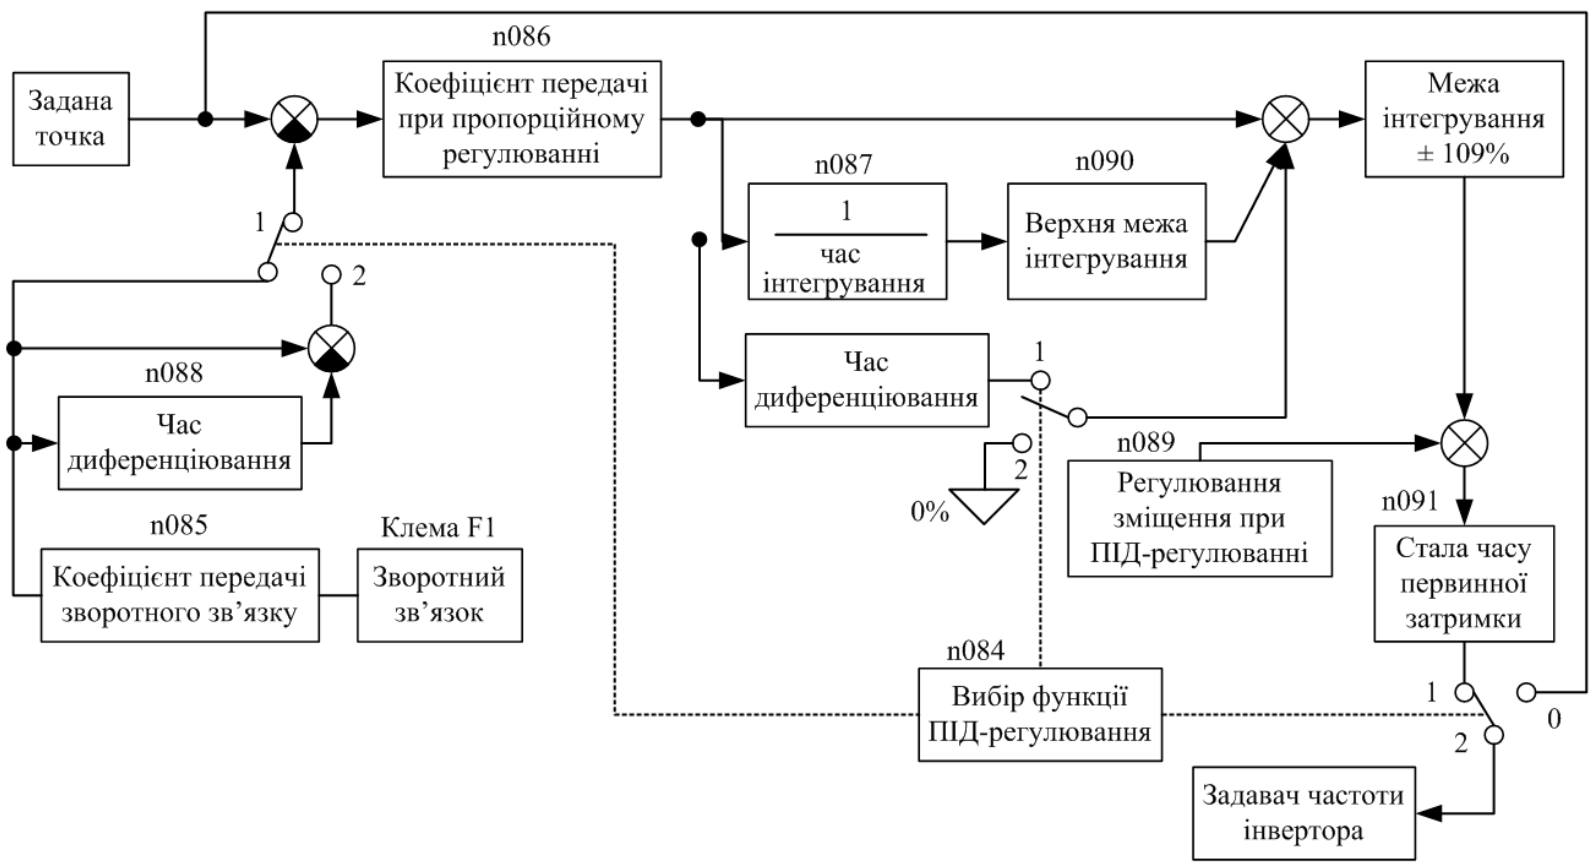 n086
Задана
точка
Коефіцієнт передачі
при пропорційному
регулюванні
Межа
інтегрування
± 109%
n087
n090
1
час
інтегрування
Верхня межа
інтегрування
1
2
n088
Час
диференціювання
Час
диференціювання
1
2
0%
n089
Регулювання
зміщення при
ПІД-регулюванні
n091
Стала часу
первинної
затримки
n085
Коефіцієнт передачі
зворотного зв’язку
Клема F1
Зворотний
зв’язок
n084
Вибір функції
ПІД-регулювання
1
0
2
Задавач частоти
інвертора